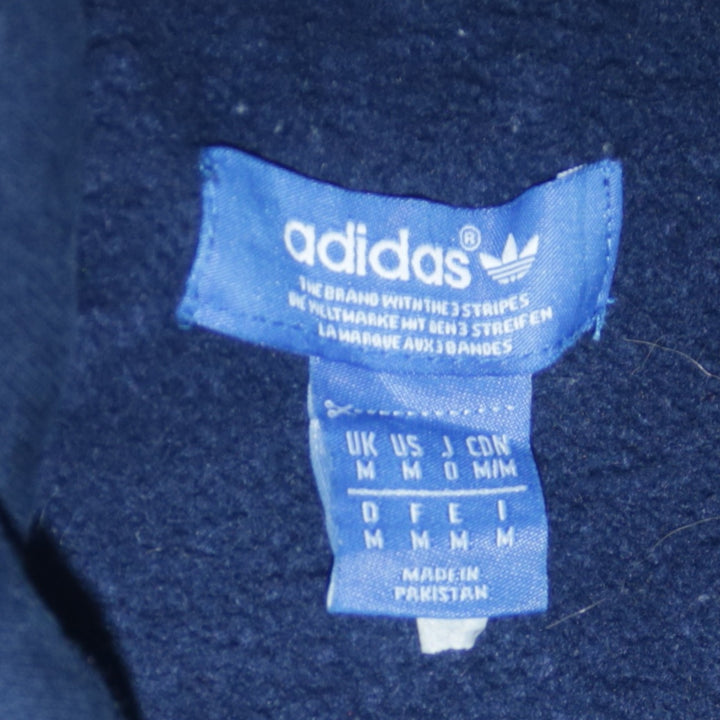 adidas®
THE BRAND WITH THE 3 STRIPES
DIE WELTMARKE MIT DEN 3 STREIFEN
LA MARQUE AUX 3 BANDES
UK US J CDN
M M O M/M
D F E I
M M M M
MADE IN
PAKISTAN